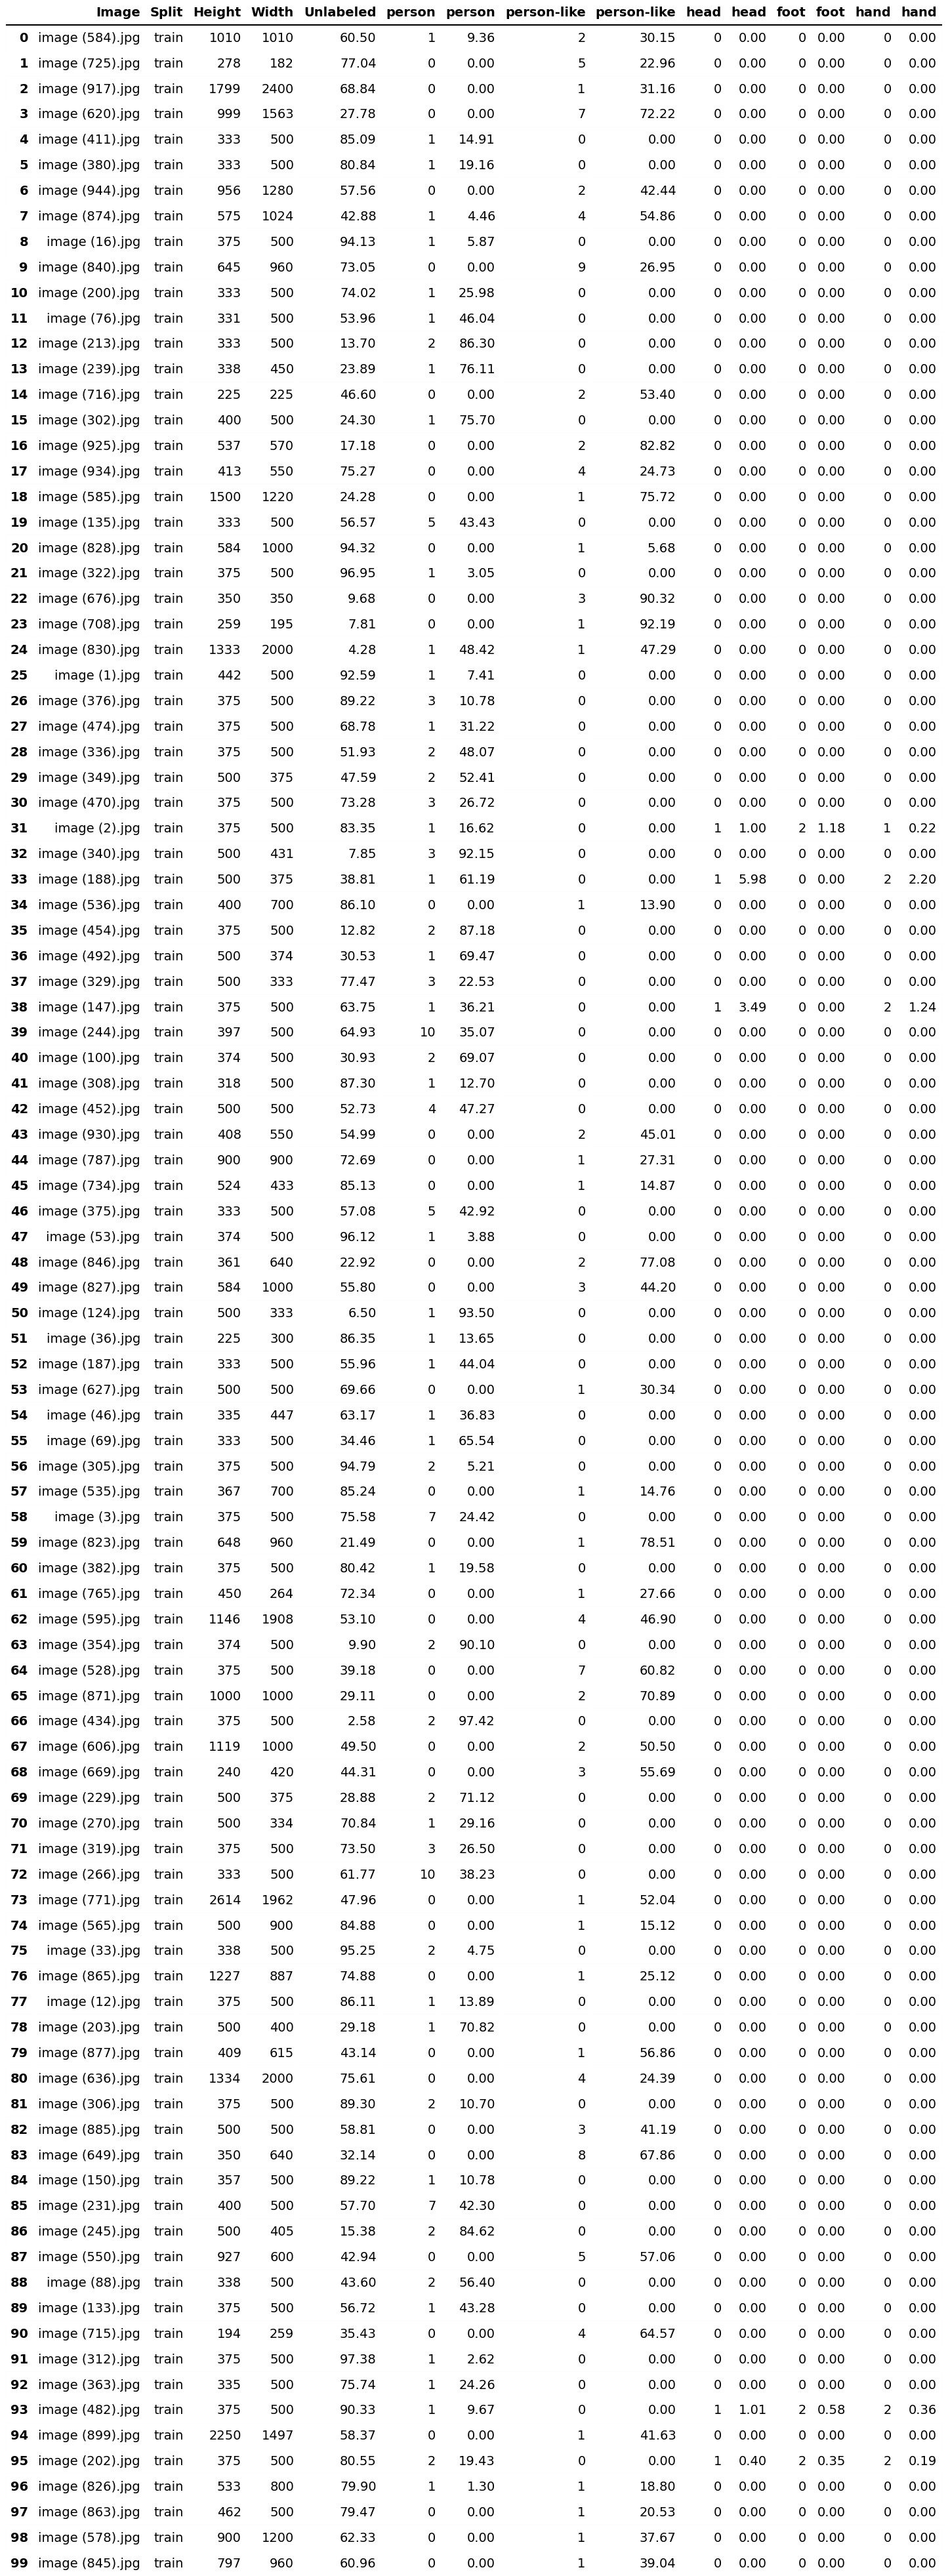 Image Split Height Width Unlabeled person person person-like person-like head head foot foot hand hand
0 image (584).jpg train 1010 1010 60.50 1 9.36 2 30.15 0 0.00 0 0.00 0 0.00
1 image (725).jpg train 278 182 77.04 0 0.00 5 22.96 0 0.00 0 0.00 0 0.00
2 image (917).jpg train 1799 2400 68.84 0 0.00 1 31.16 0 0.00 0 0.00 0 0.00
3 image (620).jpg train 999 1563 27.78 0 0.00 7 72.22 0 0.00 0 0.00 0 0.00
4 image (411).jpg train 333 500 85.09 1 14.91 0 0.00 0 0.00 0 0.00 0 0.00
5 image (380).jpg train 333 500 80.84 1 19.16 0 0.00 0 0.00 0 0.00 0 0.00
6 image (944).jpg train 956 1280 57.56 0 0.00 2 42.44 0 0.00 0 0.00 0 0.00
7 image (874).jpg train 575 1024 42.88 1 4.46 4 54.86 0 0.00 0 0.00 0 0.00
8 image (16).jpg train 375 500 94.13 1 5.87 0 0.00 0 0.00 0 0.00 0 0.00
9 image (840).jpg train 645 960 73.05 0 0.00 9 26.95 0 0.00 0 0.00 0 0.00
10 image (200).jpg train 333 500 74.02 1 25.98 0 0.00 0 0.00 0 0.00 0 0.00
11 image (76).jpg train 331 500 53.96 1 46.04 0 0.00 0 0.00 0 0.00 0 0.00
12 image (213).jpg train 333 500 13.70 2 86.30 0 0.00 0 0.00 0 0.00 0 0.00
13 image (239).jpg train 338 450 23.89 1 76.11 0 0.00 0 0.00 0 0.00 0 0.00
14 image (716).jpg train 225 225 46.60 0 0.00 2 53.40 0 0.00 0 0.00 0 0.00
15 image (302).jpg train 400 500 24.30 1 75.70 0 0.00 0 0.00 0 0.00 0 0.00
16 image (925).jpg train 537 570 17.18 0 0.00 2 82.82 0 0.00 0 0.00 0 0.00
17 image (934).jpg train 413 550 75.27 0 0.00 4 24.73 0 0.00 0 0.00 0 0.00
18 image (585).jpg train 1500 1220 24.28 0 0.00 1 75.72 0 0.00 0 0.00 0 0.00
19 image (135).jpg train 333 500 56.57 5 43.43 0 0.00 0 0.00 0 0.00 0 0.00
20 image (828).jpg train 584 1000 94.32 0 0.00 1 5.68 0 0.00 0 0.00 0 0.00
21 image (322).jpg train 375 500 96.95 1 3.05 0 0.00 0 0.00 0 0.00 0 0.00
22 image (676).jpg train 350 350 9.68 0 0.00 3 90.32 0 0.00 0 0.00 0 0.00
23 image (708).jpg train 259 195 7.81 0 0.00 1 92.19 0 0.00 0 0.00 0 0.00
24 image (830).jpg train 1333 2000 4.28 1 48.42 1 47.29 0 0.00 0 0.00 0 0.00
25 image (1).jpg train 442 500 92.59 1 7.41 0 0.00 0 0.00 0 0.00 0 0.00
26 image (376).jpg train 375 500 89.22 3 10.78 0 0.00 0 0.00 0 0.00 0 0.00
27 image (474).jpg train 375 500 68.78 1 31.22 0 0.00 0 0.00 0 0.00 0 0.00
28 image (336).jpg train 375 500 51.93 2 48.07 0 0.00 0 0.00 0 0.00 0 0.00
29 image (349).jpg train 500 375 47.59 2 52.41 0 0.00 0 0.00 0 0.00 0 0.00
30 image (470).jpg train 375 500 73.28 3 26.72 0 0.00 0 0.00 0 0.00 0 0.00
31 image (2).jpg train 375 500 83.35 1 16.62 0 0.00 1 1.00 2 1.18 1 0.22
32 image (340).jpg train 500 431 7.85 3 92.15 0 0.00 0 0.00 0 0.00 0 0.00
33 image (188).jpg train 500 375 38.81 1 61.19 0 0.00 1 5.98 0 0.00 2 2.20
34 image (536).jpg train 400 700 86.10 0 0.00 1 13.90 0 0.00 0 0.00 0 0.00
35 image (454).jpg train 375 500 12.82 2 87.18 0 0.00 0 0.00 0 0.00 0 0.00
36 image (492).jpg train 500 374 30.53 1 69.47 0 0.00 0 0.00 0 0.00 0 0.00
37 image (329).jpg train 500 333 77.47 3 22.53 0 0.00 0 0.00 0 0.00 0 0.00
38 image (147).jpg train 375 500 63.75 1 36.21 0 0.00 1 3.49 0 0.00 2 1.24
39 image (244).jpg train 397 500 64.93 10 35.07 0 0.00 0 0.00 0 0.00 0 0.00
40 image (100).jpg train 374 500 30.93 2 69.07 0 0.00 0 0.00 0 0.00 0 0.00
41 image (308).jpg train 318 500 87.30 1 12.70 0 0.00 0 0.00 0 0.00 0 0.00
42 image (452).jpg train 500 500 52.73 4 47.27 0 0.00 0 0.00 0 0.00 0 0.00
43 image (930).jpg train 408 550 54.99 0 0.00 2 45.01 0 0.00 0 0.00 0 0.00
44 image (787).jpg train 900 900 72.69 0 0.00 1 27.31 0 0.00 0 0.00 0 0.00
45 image (734).jpg train 524 433 85.13 0 0.00 1 14.87 0 0.00 0 0.00 0 0.00
46 image (375).jpg train 333 500 57.08 5 42.92 0 0.00 0 0.00 0 0.00 0 0.00
47 image (53).jpg train 374 500 96.12 1 3.88 0 0.00 0 0.00 0 0.00 0 0.00
48 image (846).jpg train 361 640 22.92 0 0.00 2 77.08 0 0.00 0 0.00 0 0.00
49 image (827).jpg train 584 1000 55.80 0 0.00 3 44.20 0 0.00 0 0.00 0 0.00
50 image (124).jpg train 500 333 6.50 1 93.50 0 0.00 0 0.00 0 0.00 0 0.00
51 image (36).jpg train 225 300 86.35 1 13.65 0 0.00 0 0.00 0 0.00 0 0.00
52 image (187).jpg train 333 500 55.96 1 44.04 0 0.00 0 0.00 0 0.00 0 0.00
53 image (627).jpg train 500 500 69.66 0 0.00 1 30.34 0 0.00 0 0.00 0 0.00
54 image (46).jpg train 335 447 63.17 1 36.83 0 0.00 0 0.00 0 0.00 0 0.00
55 image (69).jpg train 333 500 34.46 1 65.54 0 0.00 0 0.00 0 0.00 0 0.00
56 image (305).jpg train 375 500 94.79 2 5.21 0 0.00 0 0.00 0 0.00 0 0.00
57 image (535).jpg train 367 700 85.24 0 0.00 1 14.76 0 0.00 0 0.00 0 0.00
58 image (3).jpg train 375 500 75.58 7 24.42 0 0.00 0 0.00 0 0.00 0 0.00
59 image (823).jpg train 648 960 21.49 0 0.00 1 78.51 0 0.00 0 0.00 0 0.00
60 image (382).jpg train 375 500 80.42 1 19.58 0 0.00 0 0.00 0 0.00 0 0.00
61 image (765).jpg train 450 264 72.34 0 0.00 1 27.66 0 0.00 0 0.00 0 0.00
62 image (595).jpg train 1146 1908 53.10 0 0.00 4 46.90 0 0.00 0 0.00 0 0.00
63 image (354).jpg train 374 500 9.90 2 90.10 0 0.00 0 0.00 0 0.00 0 0.00
64 image (528).jpg train 375 500 39.18 0 0.00 7 60.82 0 0.00 0 0.00 0 0.00
65 image (871).jpg train 1000 1000 29.11 0 0.00 2 70.89 0 0.00 0 0.00 0 0.00
66 image (434).jpg train 375 500 2.58 2 97.42 0 0.00 0 0.00 0 0.00 0 0.00
67 image (606).jpg train 1119 1000 49.50 0 0.00 2 50.50 0 0.00 0 0.00 0 0.00
68 image (669).jpg train 240 420 44.31 0 0.00 3 55.69 0 0.00 0 0.00 0 0.00
69 image (229).jpg train 500 375 28.88 2 71.12 0 0.00 0 0.00 0 0.00 0 0.00
70 image (270).jpg train 500 334 70.84 1 29.16 0 0.00 0 0.00 0 0.00 0 0.00
71 image (319).jpg train 375 500 73.50 3 26.50 0 0.00 0 0.00 0 0.00 0 0.00
72 image (266).jpg train 333 500 61.77 10 38.23 0 0.00 0 0.00 0 0.00 0 0.00
73 image (771).jpg train 2614 1962 47.96 0 0.00 1 52.04 0 0.00 0 0.00 0 0.00
74 image (565).jpg train 500 900 84.88 0 0.00 1 15.12 0 0.00 0 0.00 0 0.00
75 image (33).jpg train 338 500 95.25 2 4.75 0 0.00 0 0.00 0 0.00 0 0.00
76 image (865).jpg train 1227 887 74.88 0 0.00 1 25.12 0 0.00 0 0.00 0 0.00
77 image (12).jpg train 375 500 86.11 1 13.89 0 0.00 0 0.00 0 0.00 0 0.00
78 image (203).jpg train 500 400 29.18 1 70.82 0 0.00 0 0.00 0 0.00 0 0.00
79 image (877).jpg train 409 615 43.14 0 0.00 1 56.86 0 0.00 0 0.00 0 0.00
80 image (636).jpg train 1334 2000 75.61 0 0.00 4 24.39 0 0.00 0 0.00 0 0.00
81 image (306).jpg train 375 500 89.30 2 10.70 0 0.00 0 0.00 0 0.00 0 0.00
82 image (885).jpg train 500 500 58.81 0 0.00 3 41.19 0 0.00 0 0.00 0 0.00
83 image (649).jpg train 350 640 32.14 0 0.00 8 67.86 0 0.00 0 0.00 0 0.00
84 image (150).jpg train 357 500 89.22 1 10.78 0 0.00 0 0.00 0 0.00 0 0.00
85 image (231).jpg train 400 500 57.70 7 42.30 0 0.00 0 0.00 0 0.00 0 0.00
86 image (245).jpg train 500 405 15.38 2 84.62 0 0.00 0 0.00 0 0.00 0 0.00
87 image (550).jpg train 927 600 42.94 0 0.00 5 57.06 0 0.00 0 0.00 0 0.00
88 image (88).jpg train 338 500 43.60 2 56.40 0 0.00 0 0.00 0 0.00 0 0.00
89 image (133).jpg train 375 500 56.72 1 43.28 0 0.00 0 0.00 0 0.00 0 0.00
90 image (715).jpg train 194 259 35.43 0 0.00 4 64.57 0 0.00 0 0.00 0 0.00
91 image (312).jpg train 375 500 97.38 1 2.62 0 0.00 0 0.00 0 0.00 0 0.00
92 image (363).jpg train 335 500 75.74 1 24.26 0 0.00 0 0.00 0 0.00 0 0.00
93 image (482).jpg train 375 500 90.33 1 9.67 0 0.00 1 1.01 2 0.58 2 0.36
94 image (899).jpg train 2250 1497 58.37 0 0.00 1 41.63 0 0.00 0 0.00 0 0.00
95 image (202).jpg train 375 500 80.55 2 19.43 0 0.00 1 0.40 2 0.35 2 0.19
96 image (826).jpg train 533 800 79.90 1 1.30 1 18.80 0 0.00 0 0.00 0 0.00
97 image (863).jpg train 462 500 79.47 0 0.00 1 20.53 0 0.00 0 0.00 0 0.00
98 image (578).jpg train 900 1200 62.33 0 0.00 1 37.67 0 0.00 0 0.00 0 0.00
99 image (845).jpg train 797 960 60.96 0 0.00 1 39.04 0 0.00 0 0.00 0 0.00